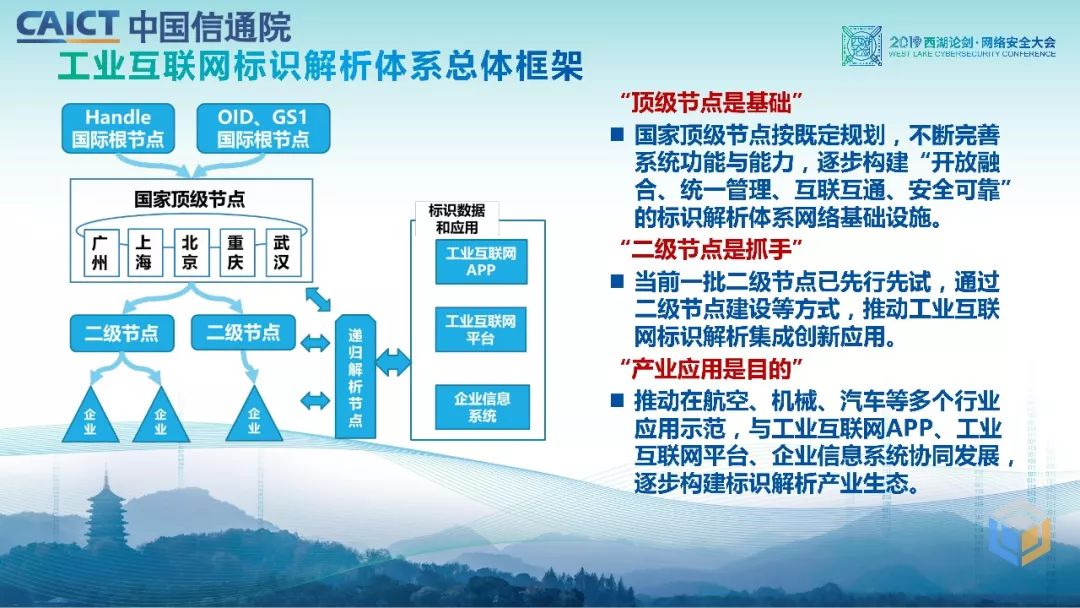 CAICT 中国信通院
工业互联网标识解析体系总体框架
2019西湖论剑·网络安全大会
WEST LAKE CYBERSECURITY CONFERENCE
Handle
国际根节点
OID、GS1
国际根节点
国家顶级节点
广州
上海
北京
重庆
武汉
二级节点
二级节点
企业
企业
企业
递归解析节点
标识数据
和应用
工业互联网
APP
工业互联网
平台
企业信息
系统
“顶级节点是基础”
■ 国家顶级节点按既定规划，不断完善
系统功能与能力，逐步构建“开放融
合、统一管理、互联互通、安全可靠”
的标识解析体系网络基础设施。
“二级节点是抓手”
■ 当前一批二级节点已先行先试，通过
二级节点建设等方式，推动工业互联
网标识解析集成创新应用。
“产业应用是目的”
■ 推动在航空、机械、汽车等多个行业
应用示范，与工业互联网APP、工业
互联网平台、企业信息系统协同发展，
逐步构建标识解析产业生态。